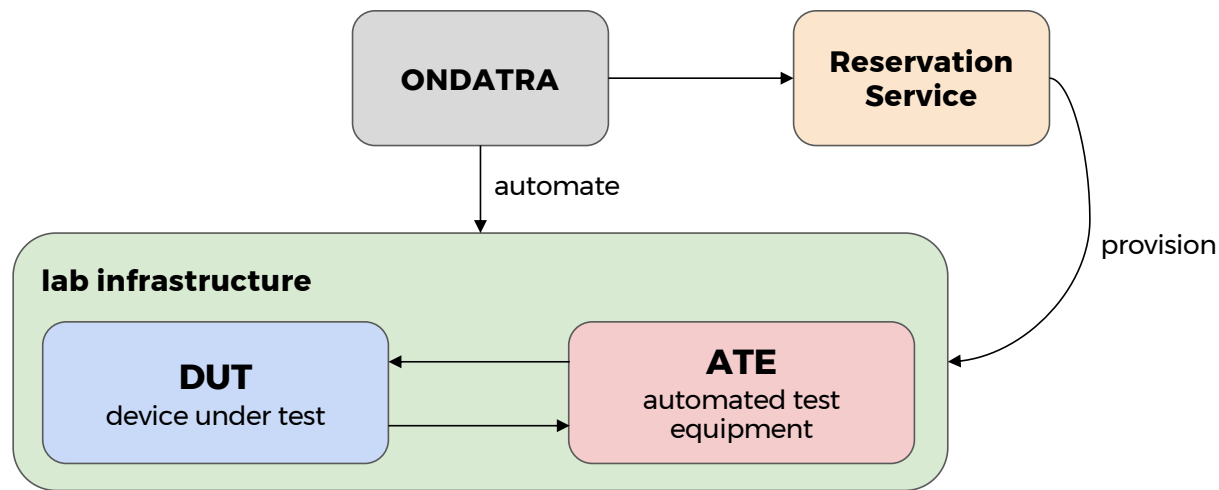 ONDATRA
Reservation
Service
automate
provision
lab infrastructure
DUT
device under test
ATE
automated test
equipment